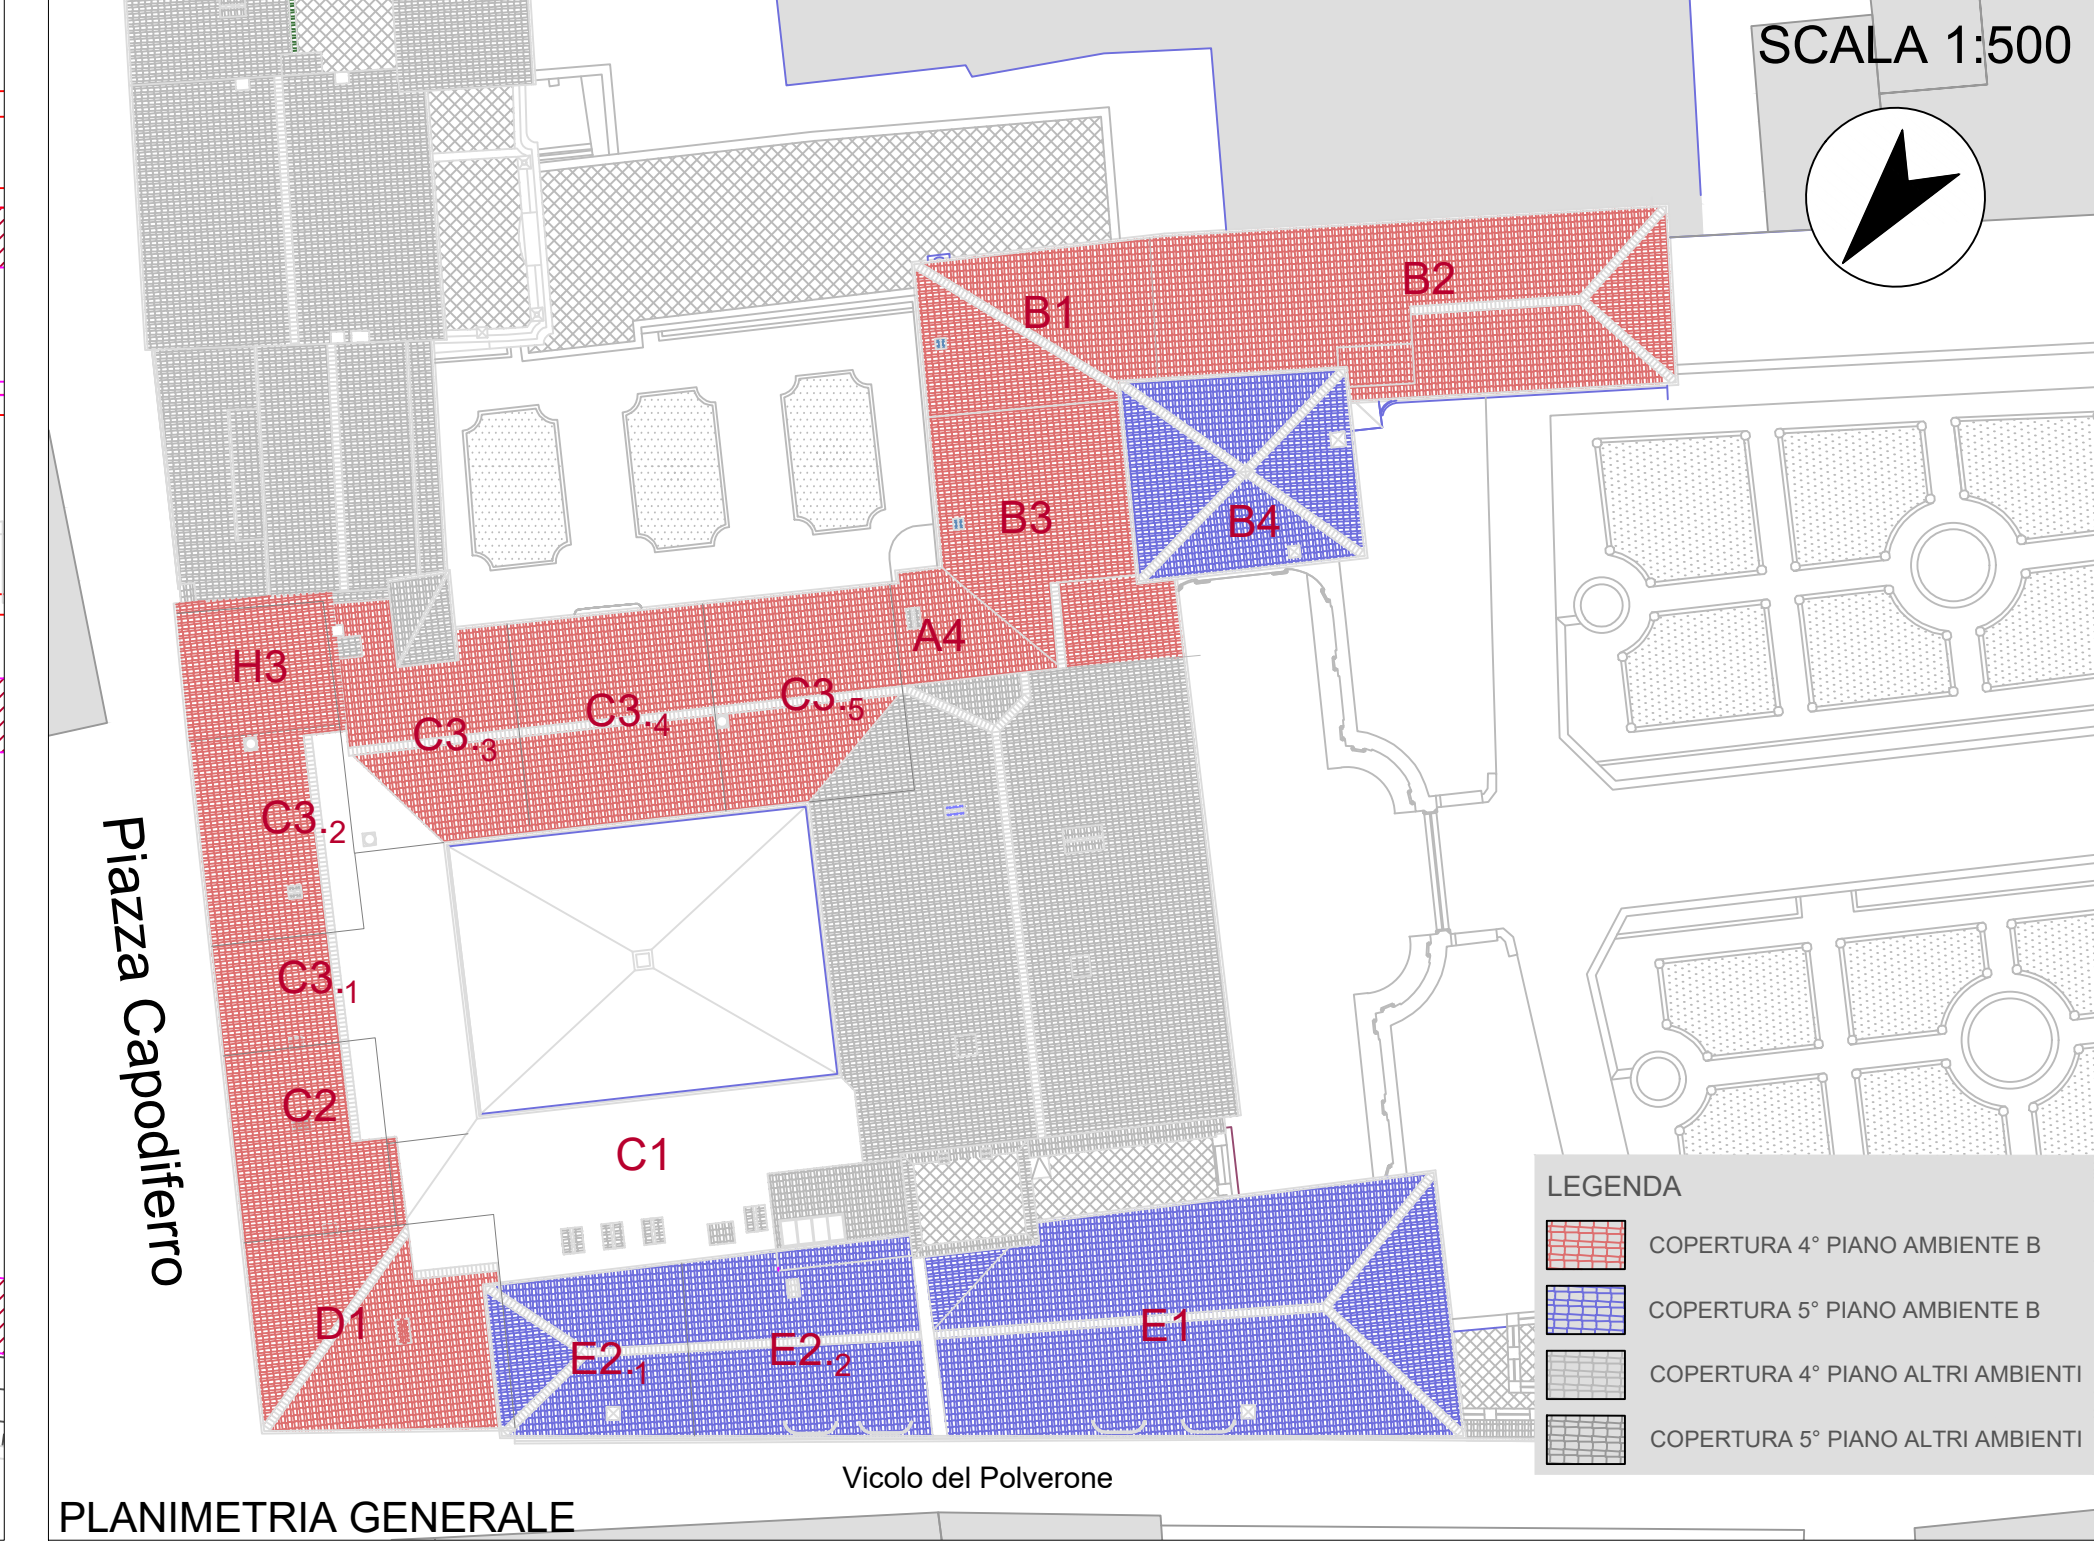 SCALA 1:500
B2
B1
B3
B4
A4
H3
C3.5
C3.4
C3.3
C3.2
C3.1
C2
C1
Piazza Capodiferro
D1
E2.1
E2.2
E1
LEGENDA
COPERTURA 4° PIANO AMBIENTE B
COPERTURA 5° PIANO AMBIENTE B
COPERTURA 4° PIANO ALTRI AMBIENTI
COPERTURA 5° PIANO ALTRI AMBIENTI
Vicolo del Polverone
PLANIMETRIA GENERALE